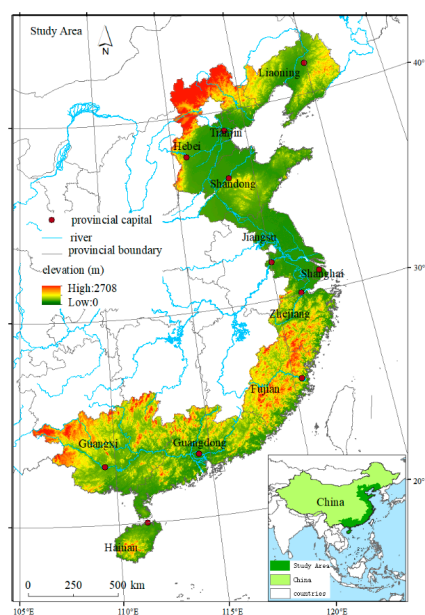 Study Area
N
40°
Liaoning
Tianjin
Hebei
Shandong
provincial capital
river
provincial boundary
Jiangsu
elevation (m)
High:2708
Low:0
Shanghai
30°
Zhejiang
Fujian
Guangxi
Guangdong
20°
China
Hainan
Study Area
China
countries
0 250 500 km
105°E 110°E 115°E 120°E